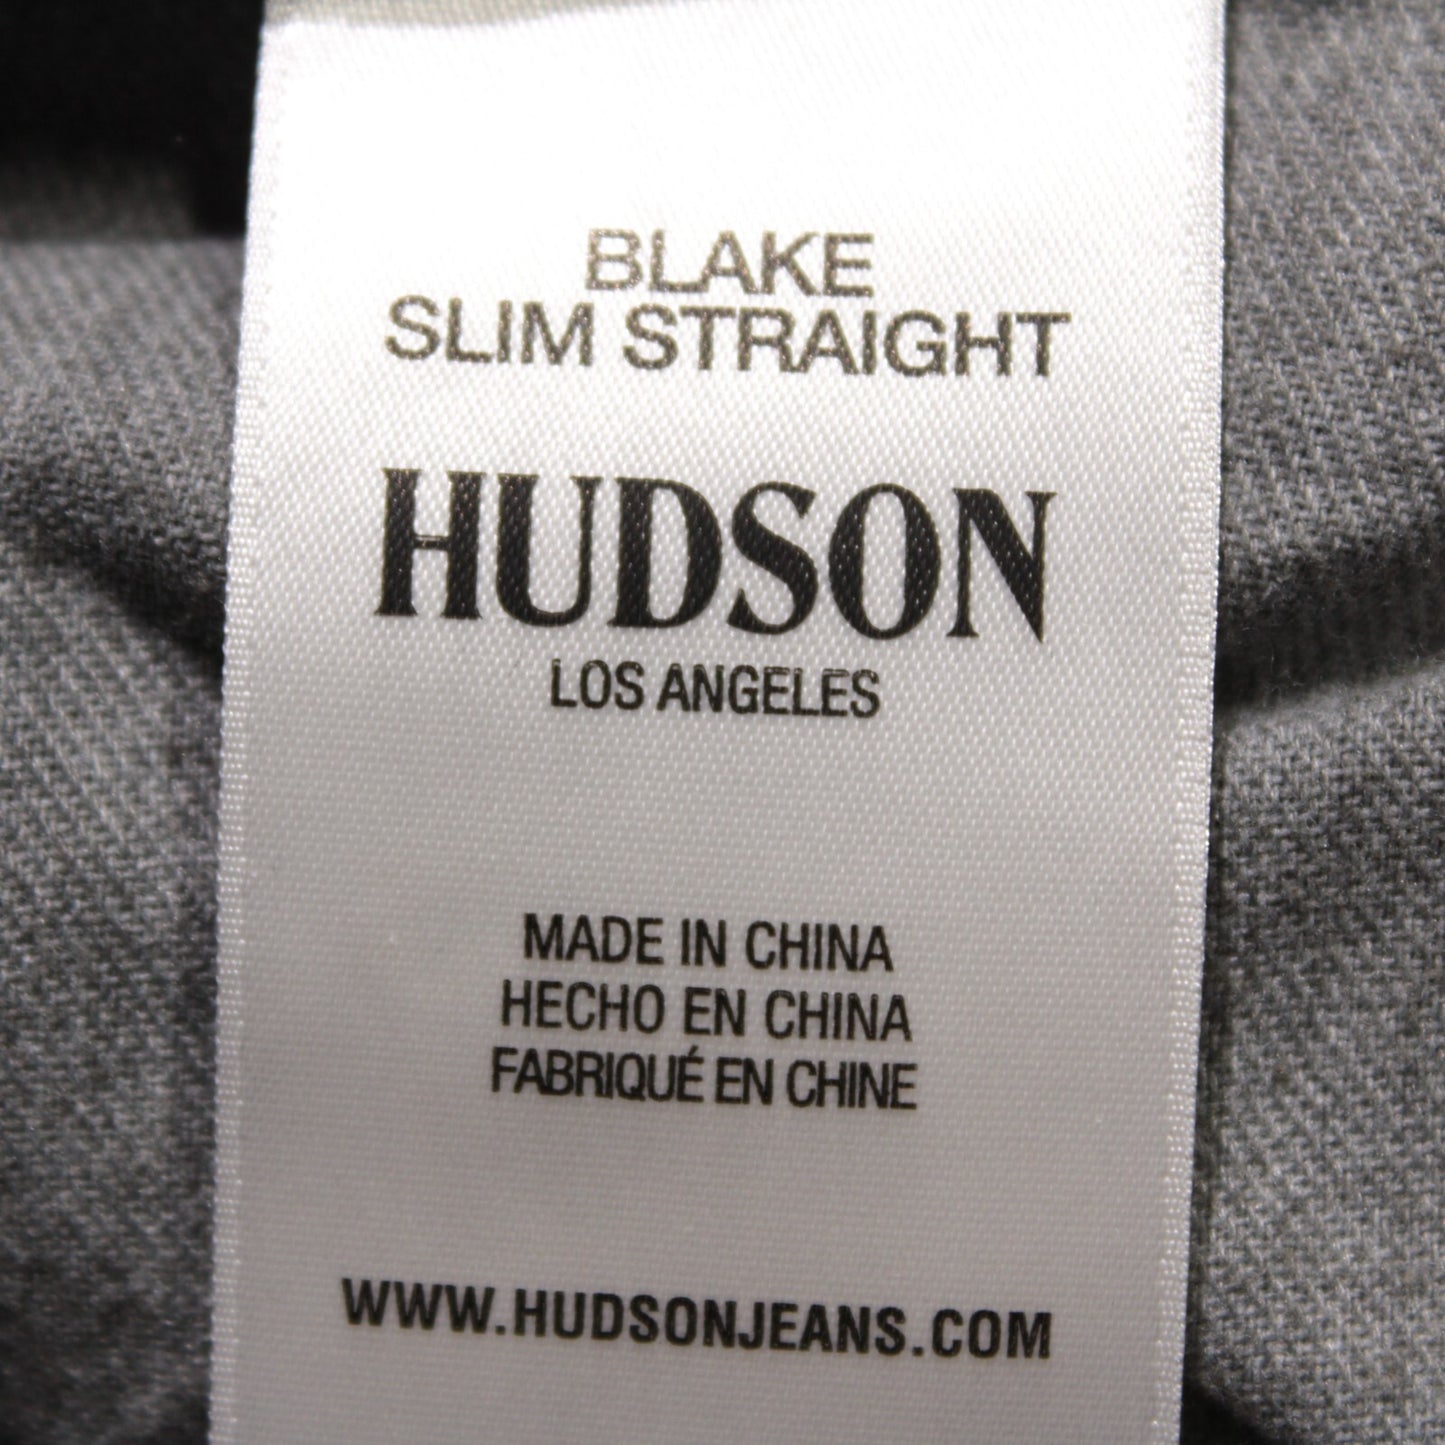 BLAKE
SLIM STRAIGHT
HUDSON
LOS ANGELES
MADE IN CHINA
HECHO EN CHINA
FABRIQUÉ EN CHINE
WWW.HUDSONJEANS.COM